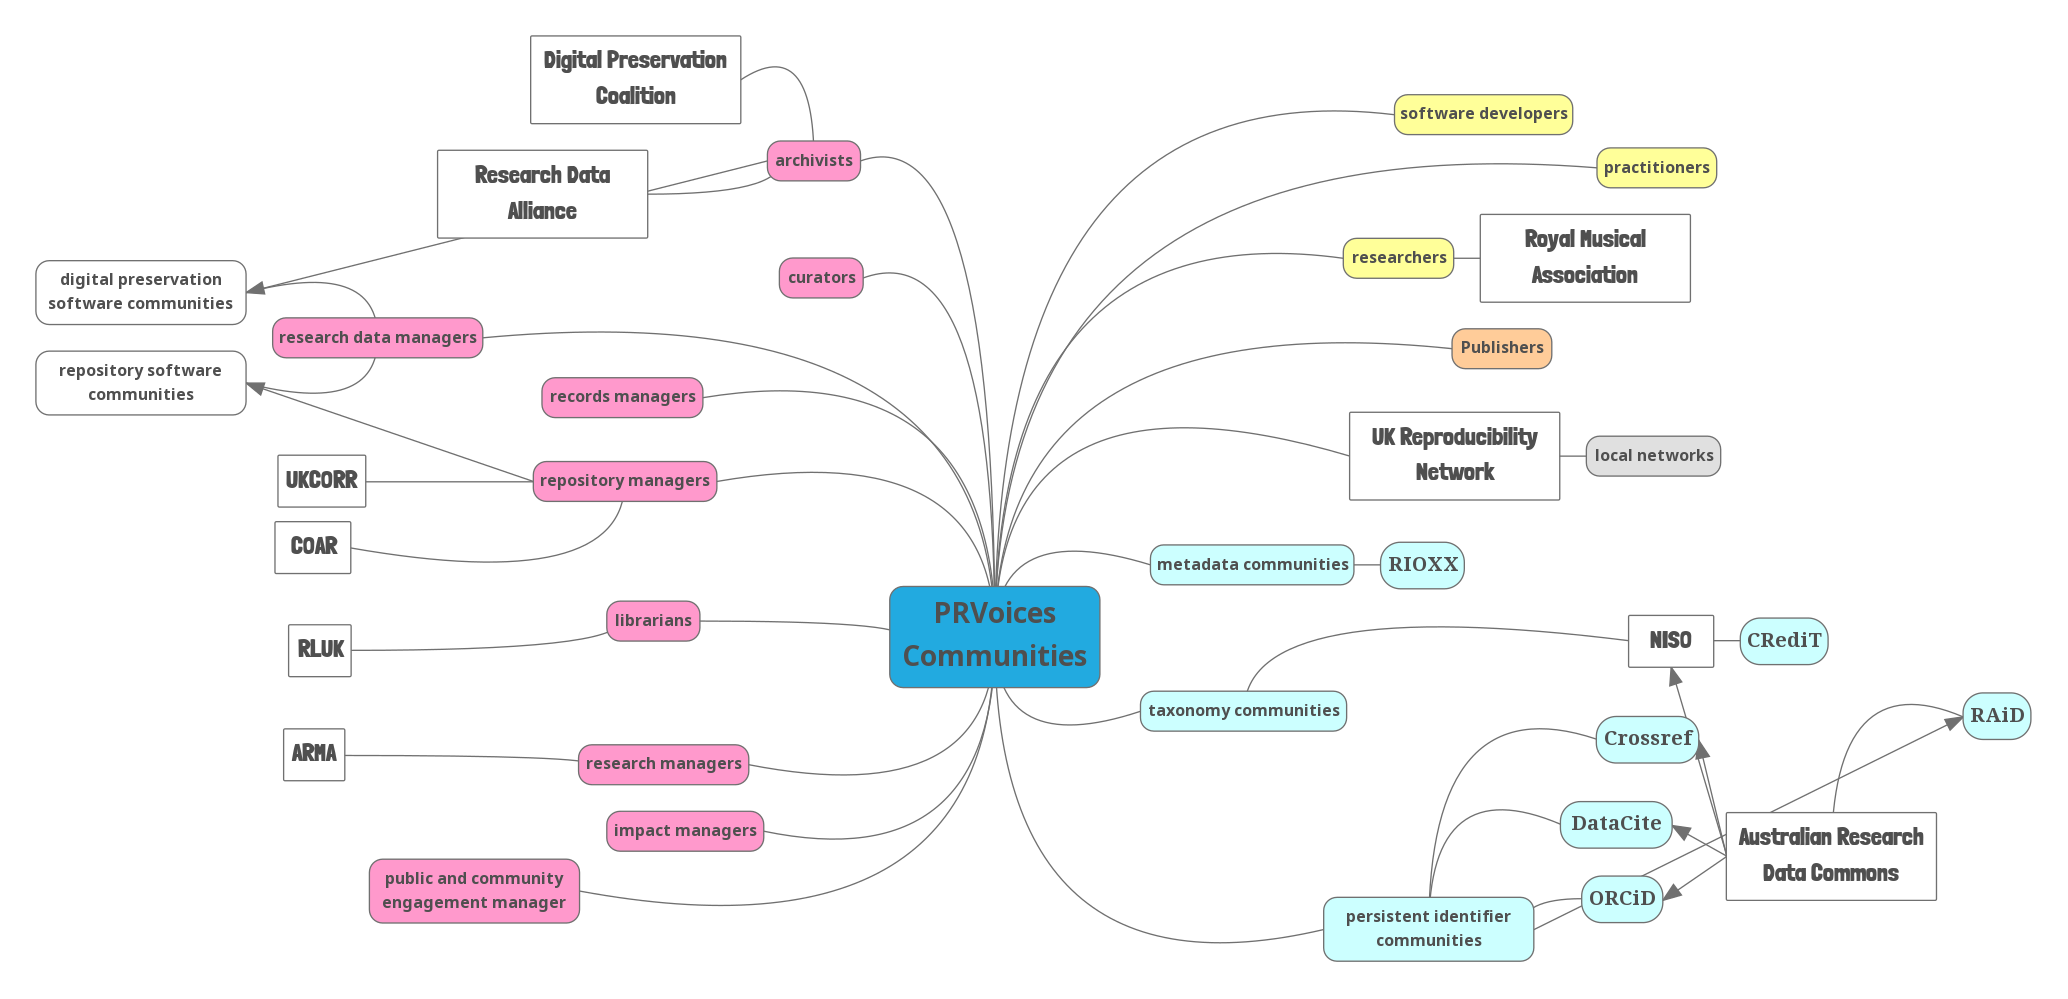 Digital Preservation
Coalition
archivists
Research Data
Alliance
digital preservation
software communities
curators
research data managers
repository software
communities
records managers
UKCORR
repository managers
COAR
librarians
RLUK
ARMA
research managers
impact managers
public and community
engagement manager
PRVoices
Communities
software developers
practitioners
researchers
Royal Musical
Association
Publishers
UK Reproducibility
Network
local networks
metadata communities
RIOXX
taxonomy communities
NISO
CRediT
Crossref
RAiD
DataCite
Australian Research
Data Commons
ORCiD
persistent identifier
communities